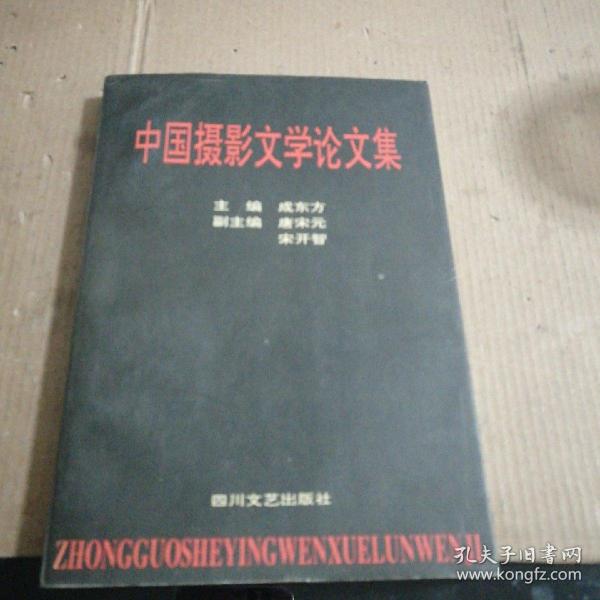 中国摄影文学论文集
主 编 成东方
副主编 唐宋元
宋开智
四川文艺出版社
ZHONGGUOSHEYINGWENXUELUNWENJI
孔夫子旧书网
www.kongfz.com